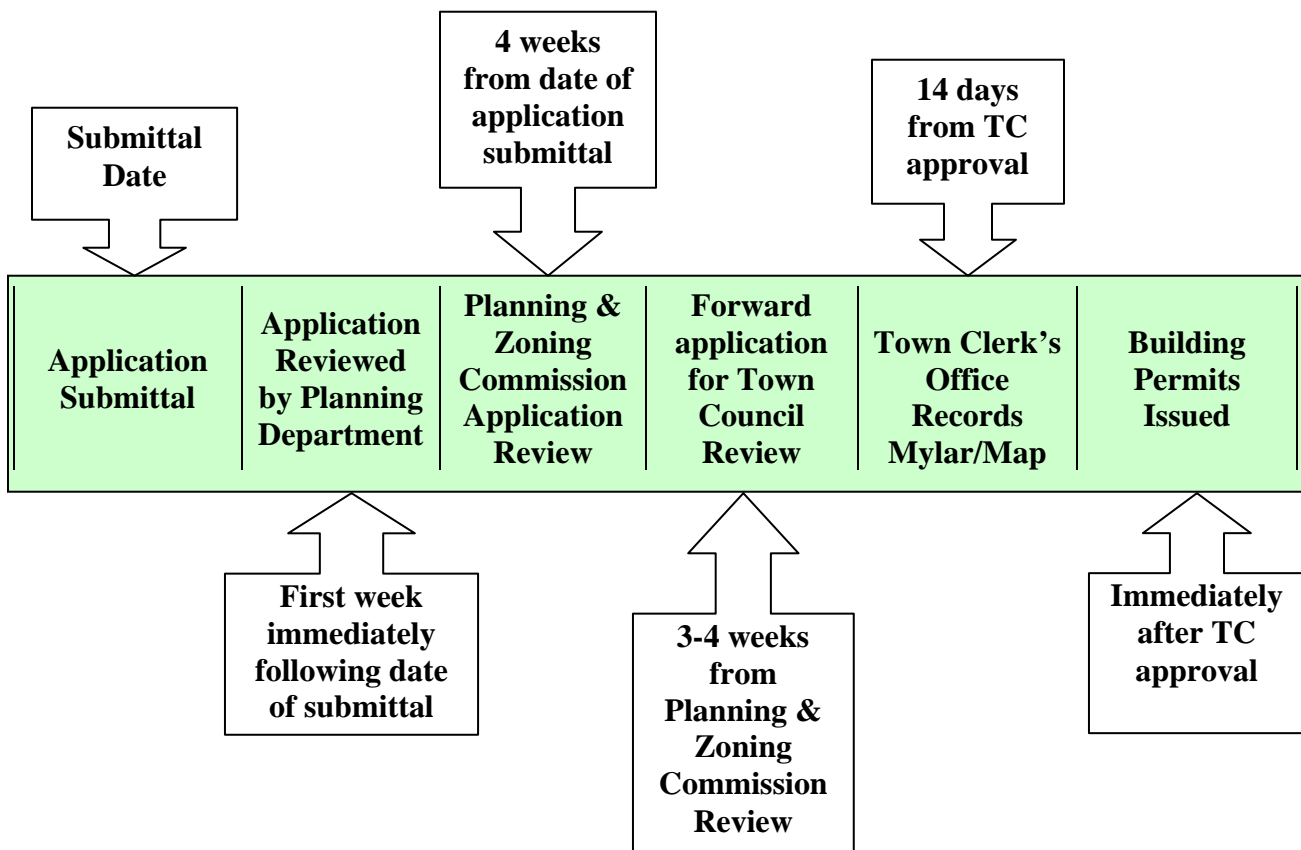 4 weeks
from date of
application
submittal
14 days
from TC
approval
Submittal
Date
Application
Submittal
Application
Reviewed
by Planning
Department
Planning &
Zoning
Commission
Application
Review
Forward
application
for Town
Council
Review
Town Clerk’s
Office
Records
Mylar/Map
Building
Permits
Issued
First week
immediately
following date
of submittal
3-4 weeks
from
Planning &
Zoning
Commission
Review
Immediately
after TC
approval